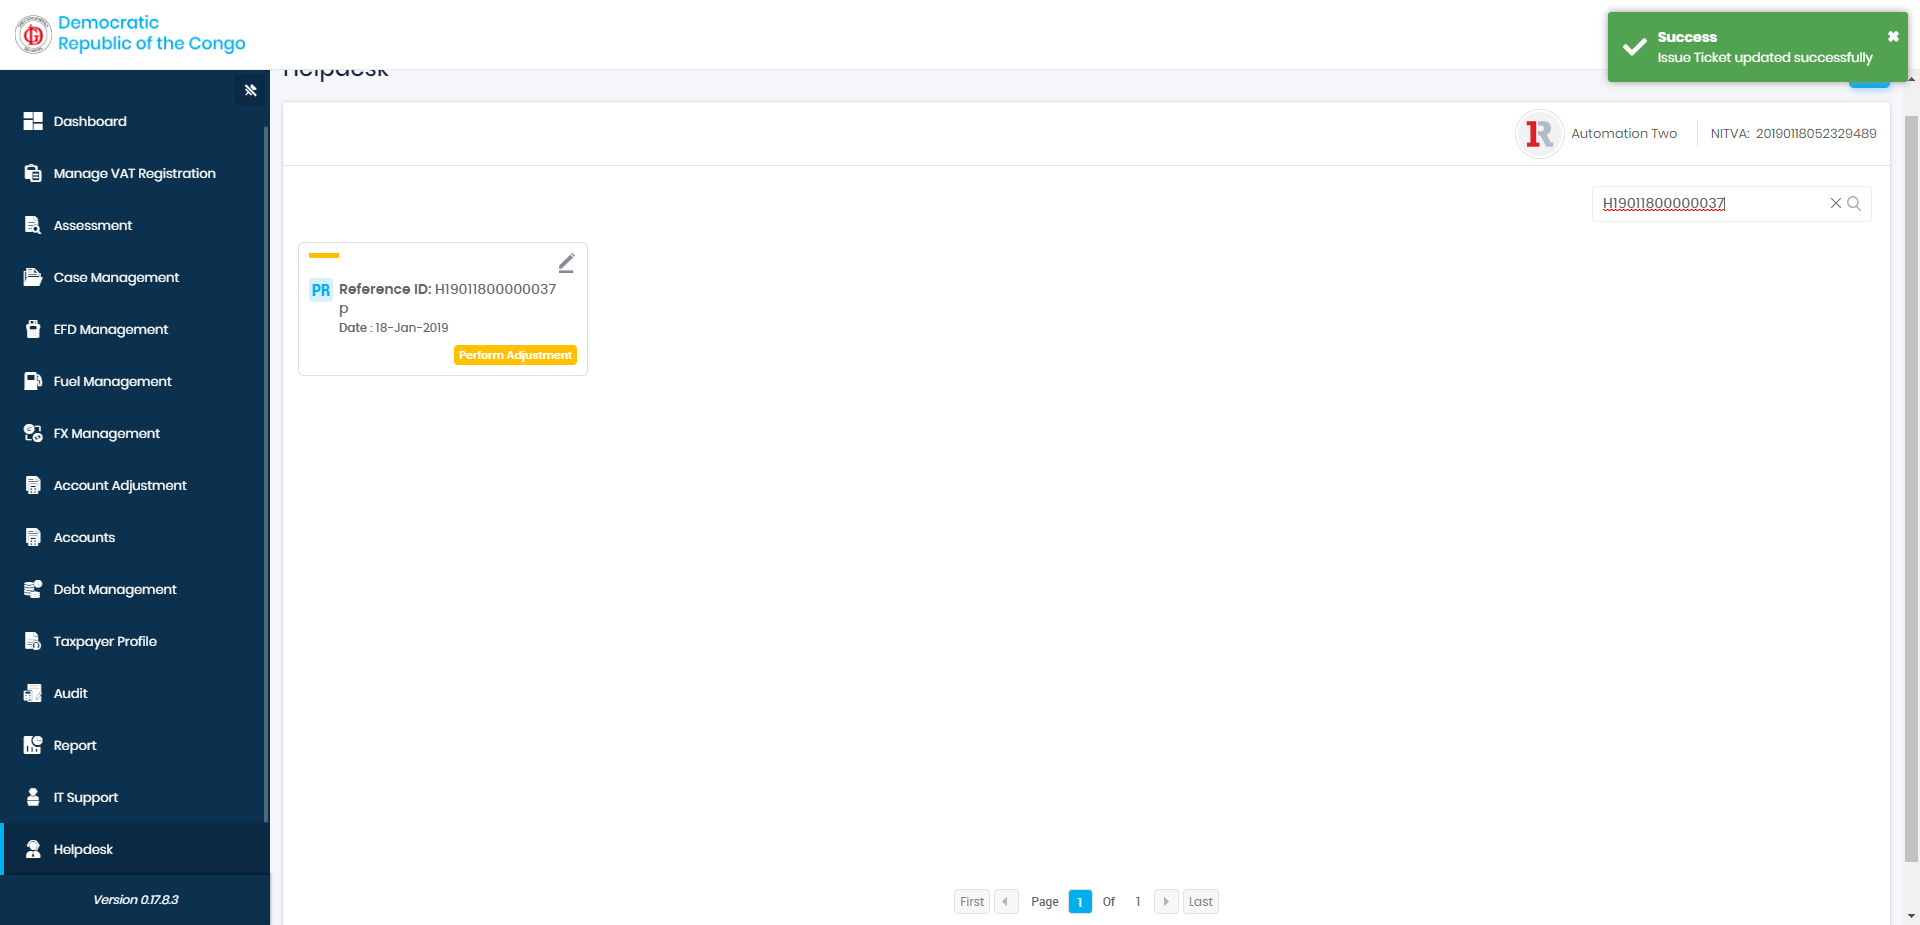 Democratic
Republic of the Congo
Success
Issue Ticket updated successfully
Helpdesk
Dashboard
Manage VAT Registration
Assessment
Case Management
EFD Management
Fuel Management
FX Management
Account Adjustment
Accounts
Debt Management
Taxpayer Profile
Audit
Report
IT Support
Helpdesk
Version 0.17.8.3
Automation Two
NITVA: 20190118052329489
H19011800000037
PR
Reference ID: H19011800000037
p
Date : 18-Jan-2019
Perform Adjustment
First Page 1 Of 1 Last